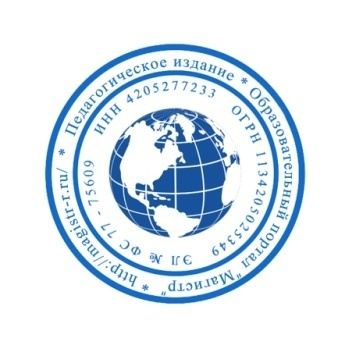 * Педагогическое издание * Образовательный портал "Магистр" * http://magistr-r.ru/
ЭЛ № ФС 77 - 75609 ИНН 4205277233 ОГРН 1134205025349